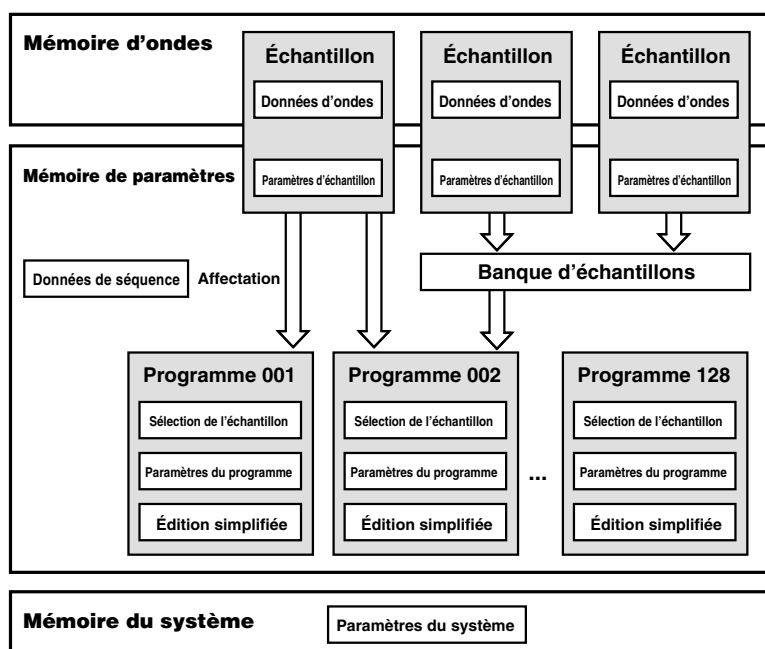 Mémoire d'ondes
Échantillon
Échantillon
Échantillon
Données d'ondes
Données d'ondes
Données d'ondes
Mémoire de paramètres
Paramètres d'échantillon
Paramètres d'échantillon
Paramètres d'échantillon
Données de séquence
Affectation
Banque d'échantillons
Programme 001
Programme 002
Programme 128
Sélection de l'échantillon
Sélection de l'échantillon
Sélection de l'échantillon
Paramètres du programme
Paramètres du programme
...
Paramètres du programme
Édition simplifiée
Édition simplifiée
Édition simplifiée
Mémoire du système
Paramètres du système